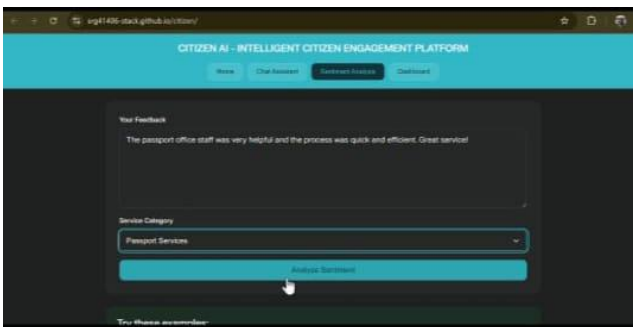 CITIZEN AI - INTELLIGENT CITIZEN ENGAGEMENT PLATFORM
Home Chat Assistant Sentiment Analysis Dashboard
Your Feedback
The passport office staff was very helpful and the process was quick and efficient. Great service!
Service Category
Passport Services
Analyze Sentiment
Try these examples: